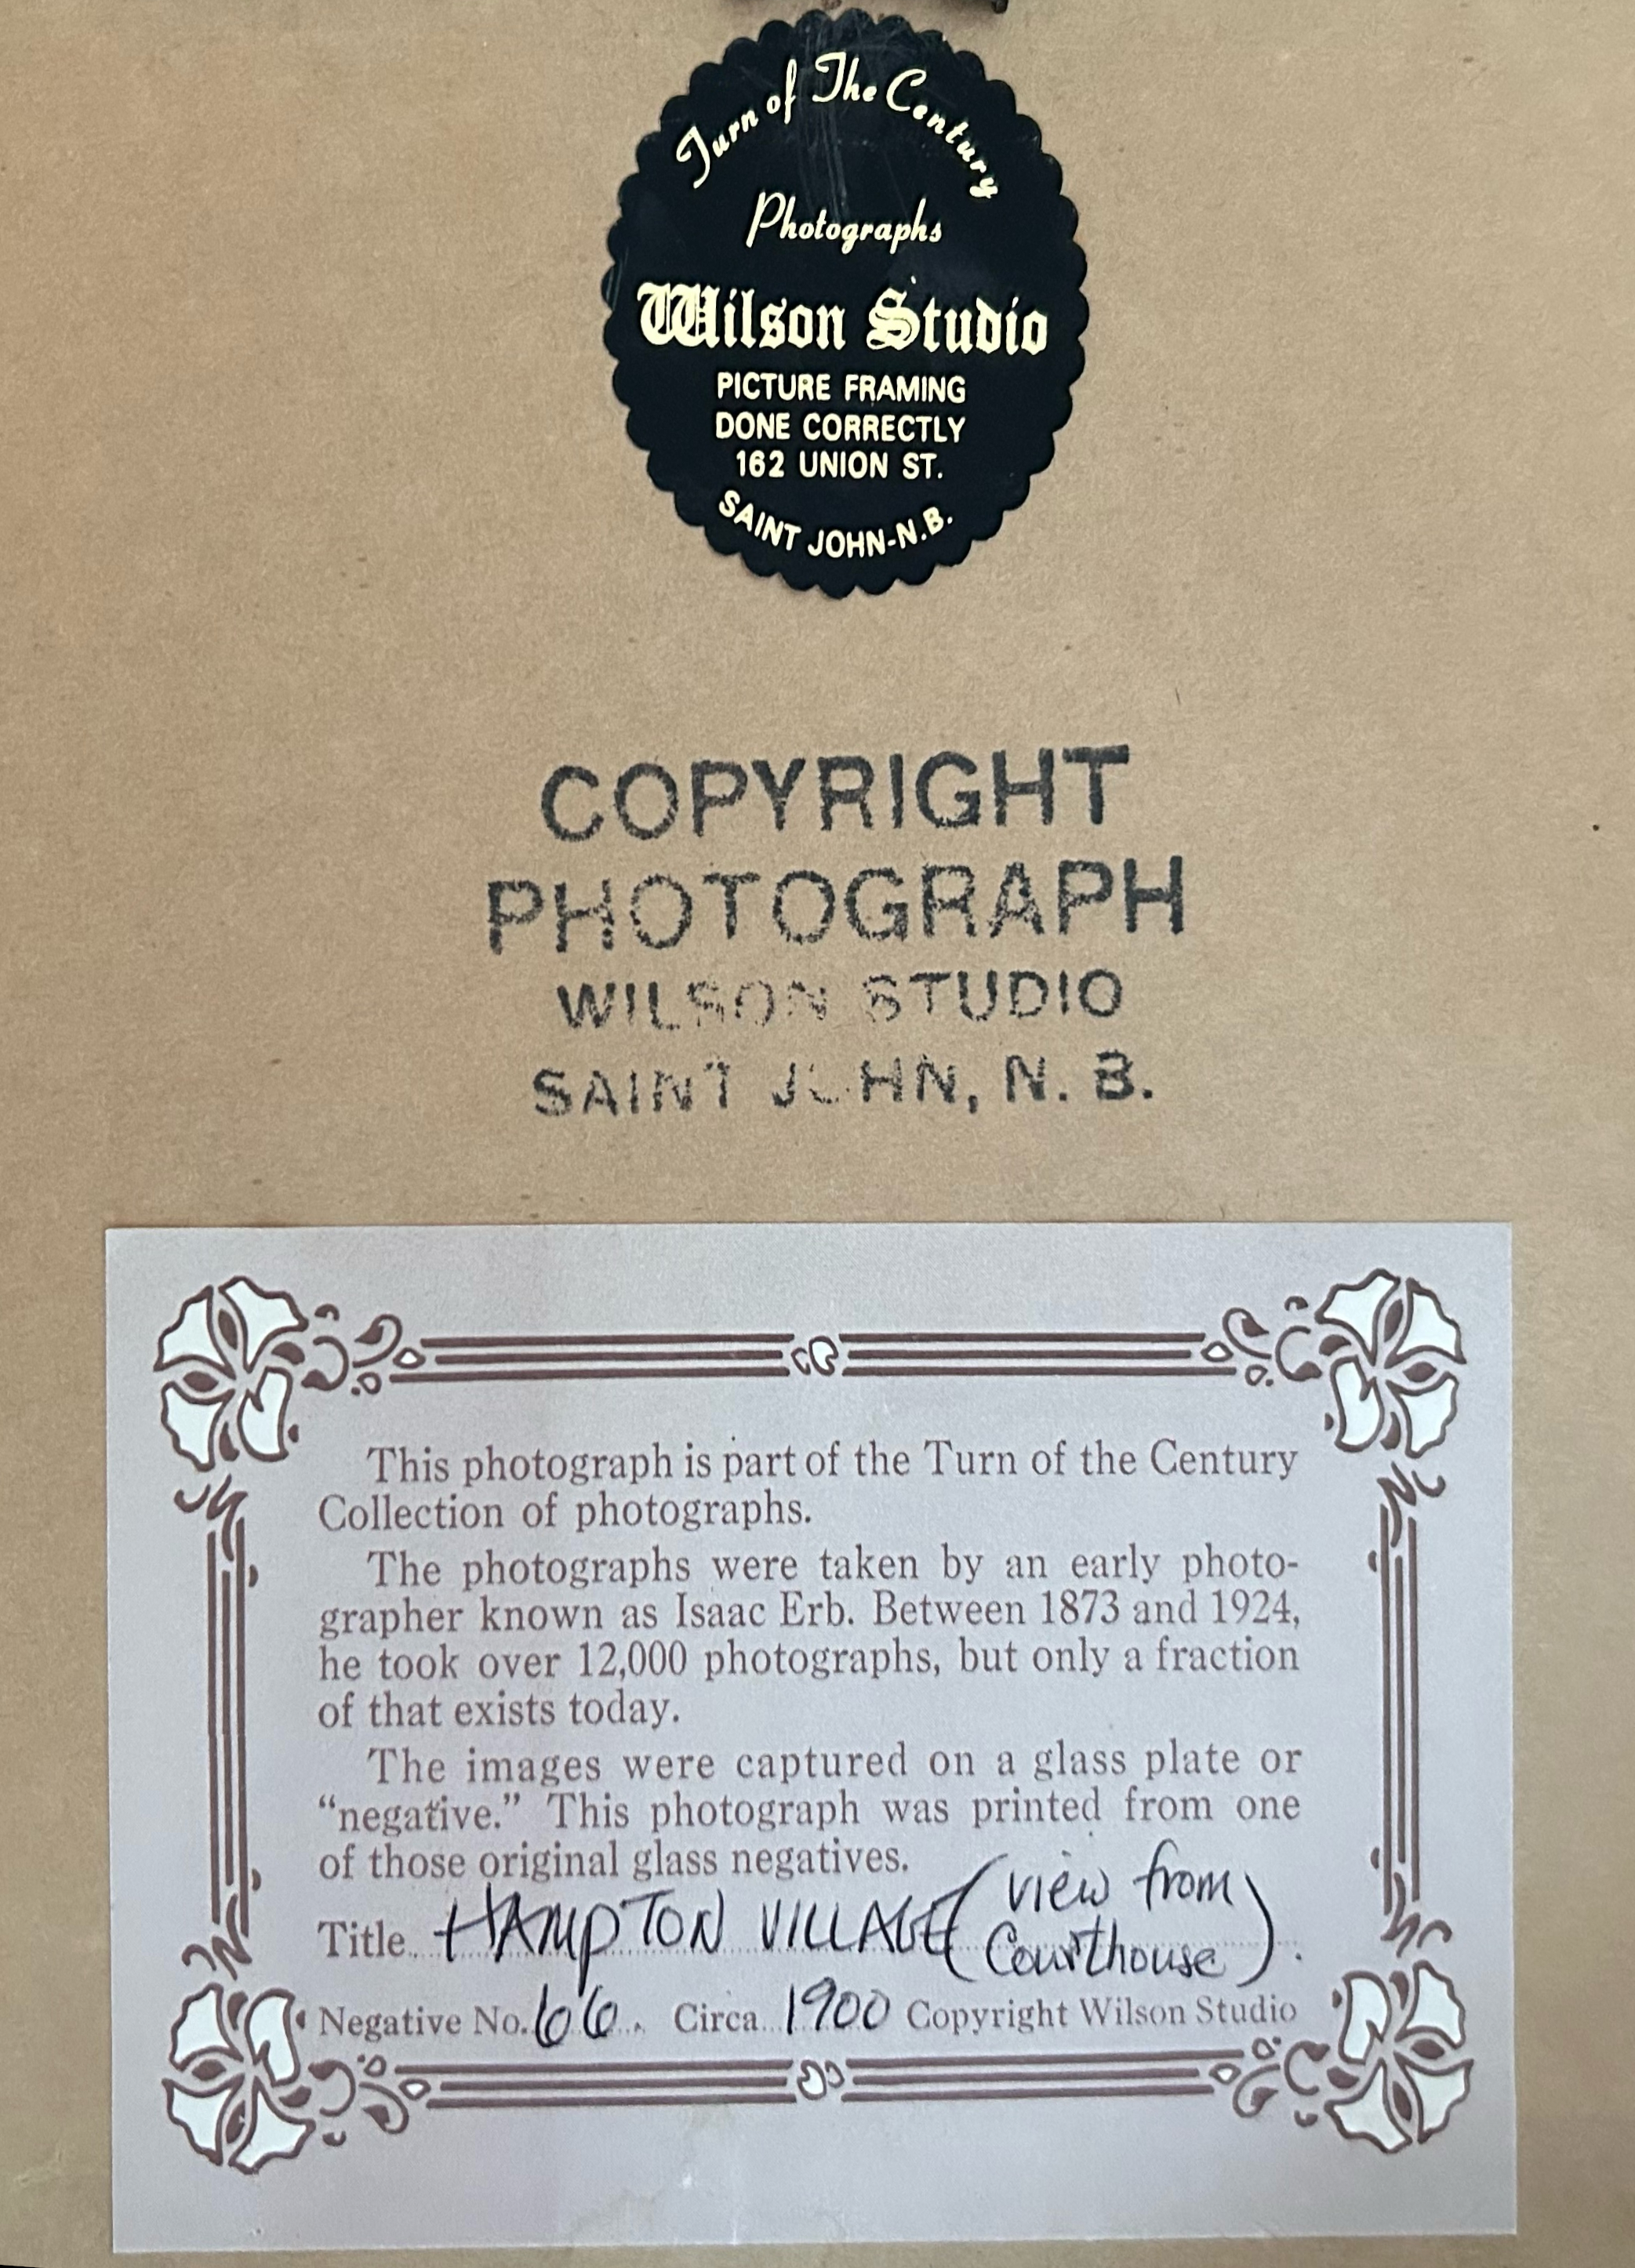 Turn of The Century
Photographs
Wilson Studio
PICTURE FRAMING
DONE CORRECTLY
162 UNION ST.
SAINT JOHN-N.B.
COPYRIGHT
PHOTOGRAPH
WILSON STUDIO
SAINT JOHN, N. B.
This photograph is part of the Turn of the Century
Collection of photographs.
The photographs were taken by an early photo-
grapher known as Isaac Erb. Between 1873 and 1924,
he took over 12,000 photographs, but only a fraction
of that exists today.
The images were captured on a glass plate or
“negative.” This photograph was printed from one
of those original glass negatives.
Title HAMPTON VILLAGE (view from
Courthouse).
Negative No. 66. Circa 1900 Copyright Wilson Studio